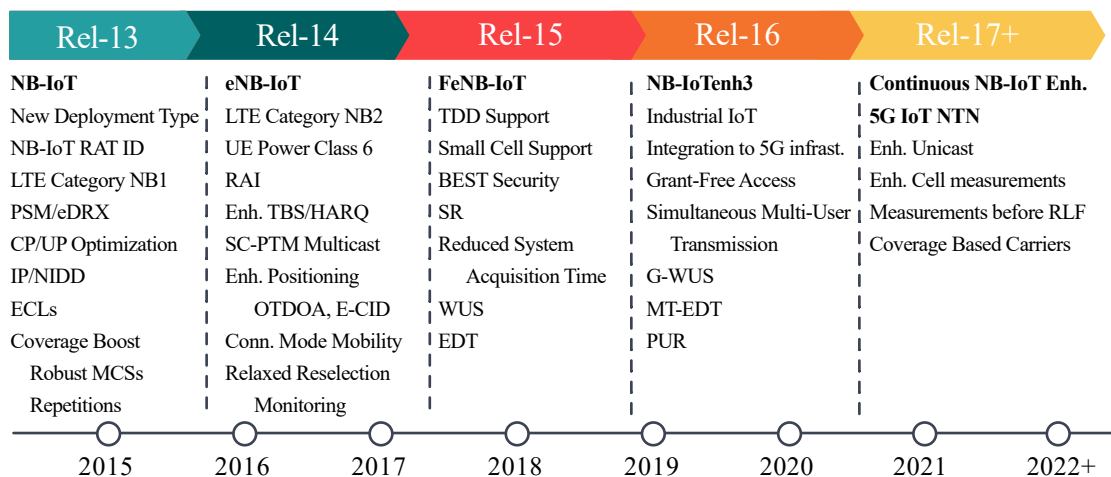 Rel-13
Rel-14
Rel-15
Rel-16
Rel-17+
NB-IoT
New Deployment Type
NB-IoT RAT ID
LTE Category NB1
PSM/eDRX
CP/UP Optimization
IP/NIDD
ECLs
Coverage Boost
Robust MCSs
Repetitions
eNB-IoT
LTE Category NB2
UE Power Class 6
RAI
Enh. TBS/HARQ
SC-PTM Multicast
Enh. Positioning
OTDOA, E-CID
Conn. Mode Mobility
Relaxed Reselection
Monitoring
FeNB-IoT
TDD Support
Small Cell Support
BEST Security
SR
Reduced System
Acquisition Time
WUS
EDT
NB-IoTenh3
Industrial IoT
Integration to 5G infrast.
Grant-Free Access
Simultaneous Multi-User
Transmission
G-WUS
MT-EDT
PUR
Continuous NB-IoT Enh.
5G IoT NTN
Enh. Unicast
Enh. Cell measurements
Measurements before RLF
Coverage Based Carriers
2015
2016
2017
2018
2019
2020
2021
2022+